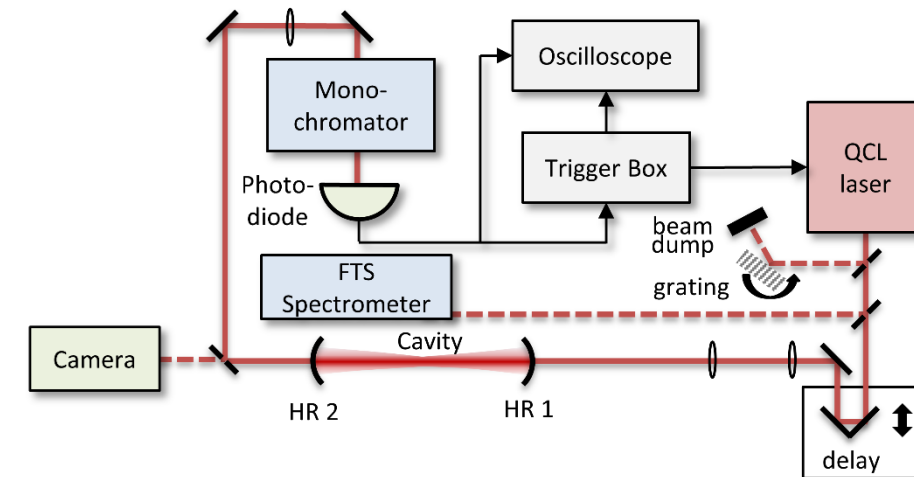 Oscilloscope
Mono-
chromator
QCL
laser
Trigger Box
Photo-
diode
beam
dump
FTS
Spectrometer
grating
Cavity
Camera
HR 2
HR 1
delay